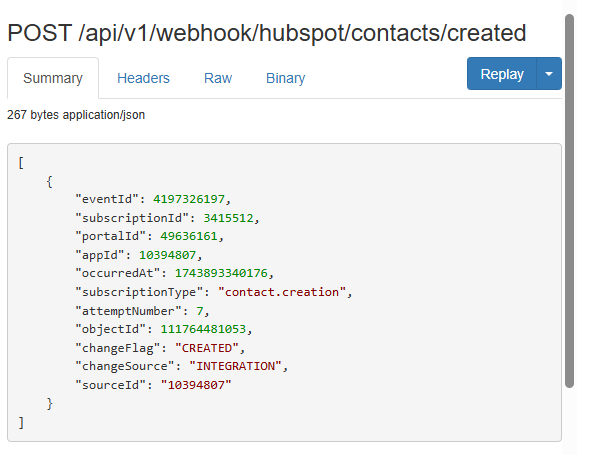 POST /api/v1/webhook/hubspot/contacts/created
Summary Headers Raw Binary Replay
267 bytes application/json
[
    {
        "eventId": 4197326197,
        "subscriptionId": 3415512,
        "portalId": 49636161,
        "appId": 10394807,
        "occurredAt": 1743893340176,
        "subscriptionType": "contact.creation",
        "attemptNumber": 7,
        "objectId": 111764481053,
        "changeFlag": "CREATED",
        "changeSource": "INTEGRATION",
        "sourceId": "10394807"
    }
]